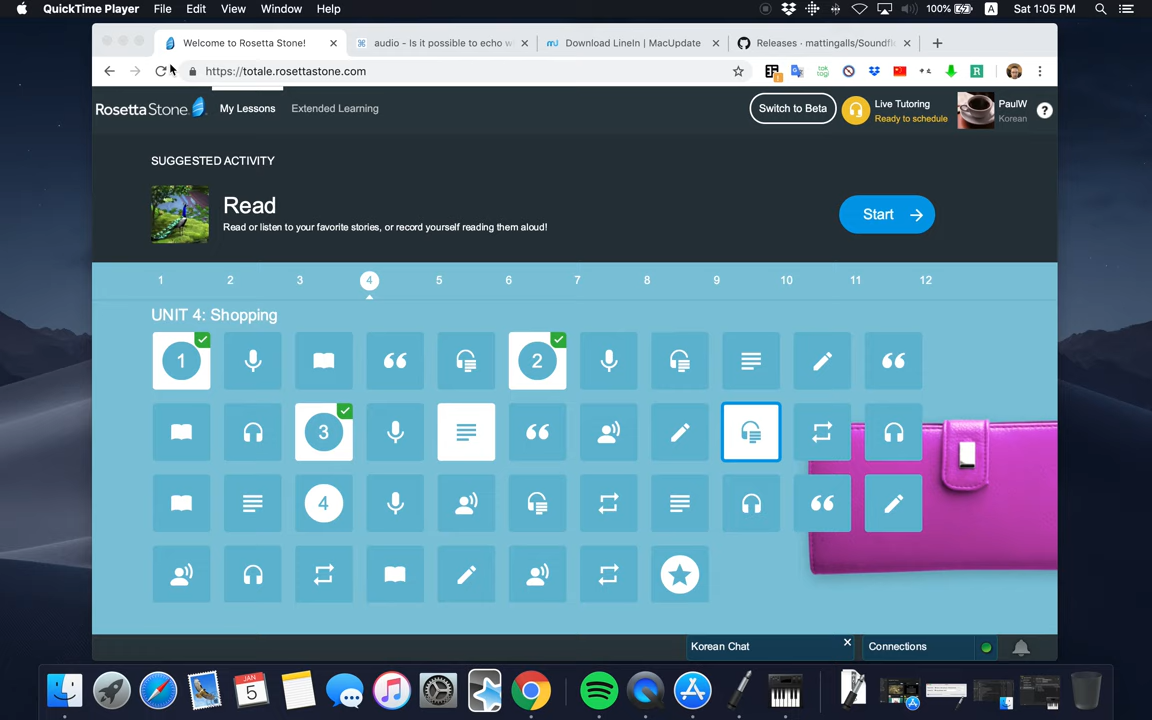 QuickTime Player File Edit View Window Help 100% A Sat 1:05 PM
Welcome to Rosetta Stone! audio - Is it possible to echo w Download LineIn | MacUpdate Releases · mattingalls/Soundfl
https://totale.rosettastone.com
RosettaStone My Lessons Extended Learning Switch to Beta Live Tutoring PaulW ?
Ready to schedule Korean
SUGGESTED ACTIVITY
Read
Read or listen to your favorite stories, or record yourself reading them aloud!
Start
1 2 3 4 5 6 7 8 9 10 11 12
UNIT 4: Shopping
1 2
3
4
Korean Chat Connections
JAN
5